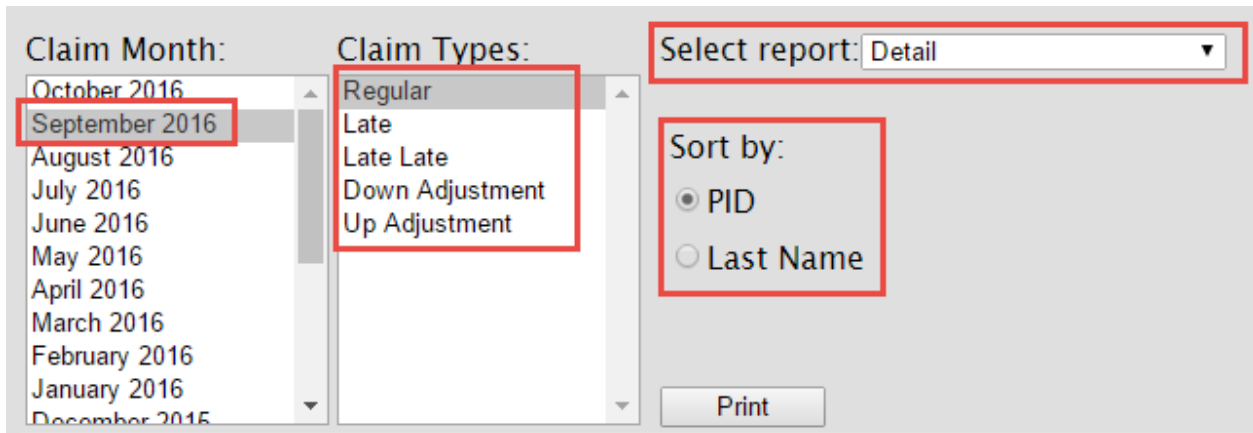 Claim Month:
October 2016
September 2016
August 2016
July 2016
June 2016
May 2016
April 2016
March 2016
February 2016
January 2016
December 2015
Claim Types:
Regular
Late
Late Late
Down Adjustment
Up Adjustment
Select report: Detail
Sort by:
PID
Last Name
Print